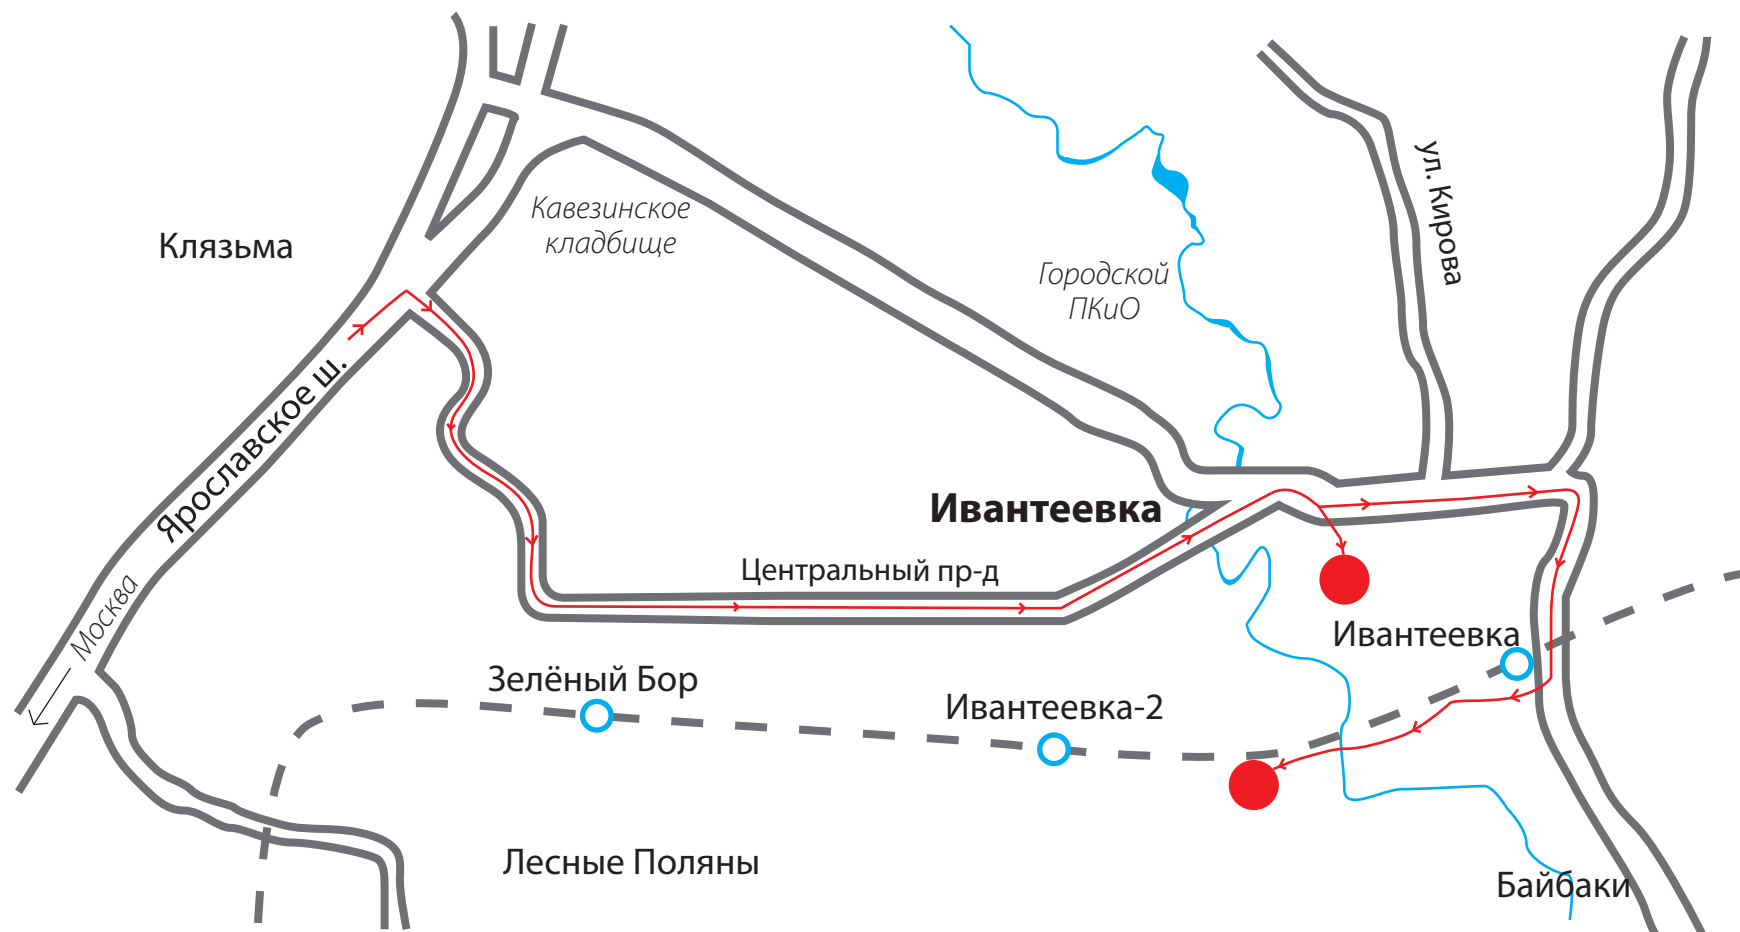 ул. Кирова
Кавезинское
кладбище
Клязьма
Городской
ПКиО
Ярославское ш.
Ивантеевка
Центральный пр-д
Москва
Ивантеевка
Зелёный Бор
Ивантеевка-2
Лесные Поляны
Байбаки